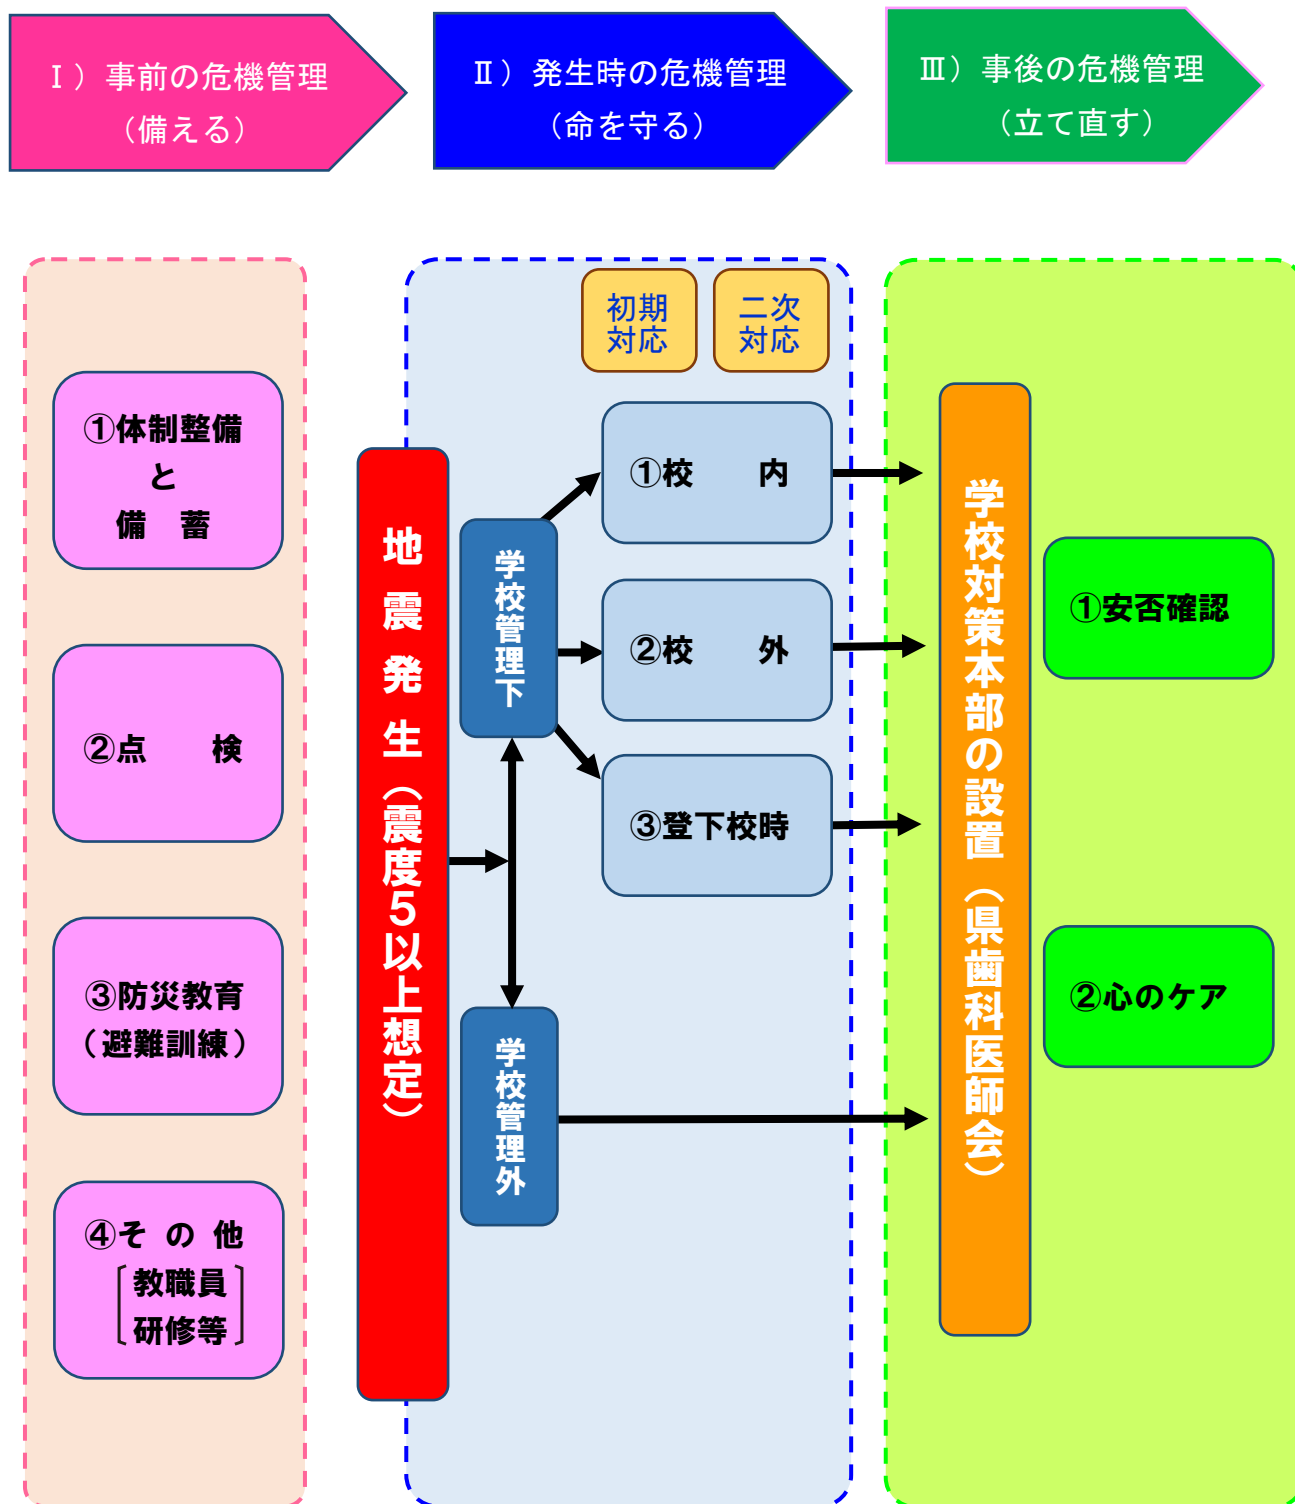 Ⅰ）事前の危機管理
（備える）
Ⅱ）発生時の危機管理
（命を守る）
Ⅲ）事後の危機管理
（立て直す）
①体制整備
と
備　蓄
②点　　検
③防災教育
（避難訓練）
④そ の 他
教職員
研修等
地震発生（震度５以上想定）
初期
対応
二次
対応
学校管理下
学校管理外
①校　　内
②校　　外
③登下校時
学校対策本部の設置（県歯科医師会）
①安否確認
②心のケア